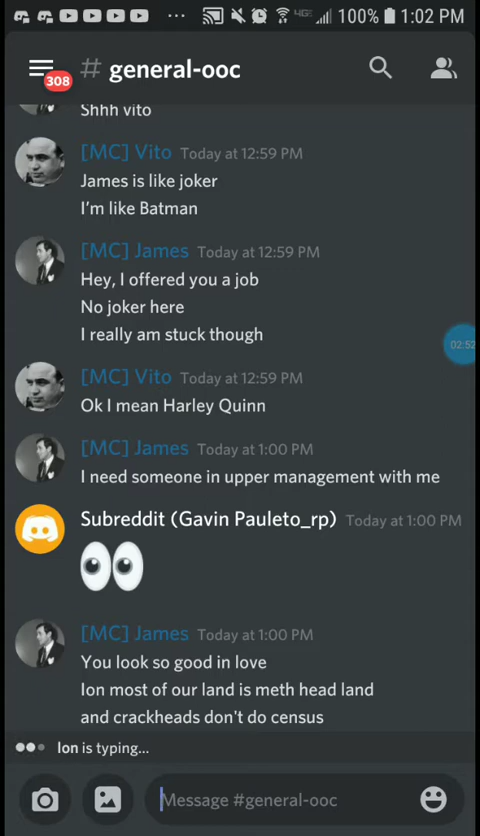 100% 1:02 PM
308
# general-ooc
Shhh vito
[MC] Vito Today at 12:59 PM
James is like joker
I'm like Batman
[MC] James Today at 12:59 PM
Hey, I offered you a job
No joker here
I really am stuck though
02:52
[MC] Vito Today at 12:59 PM
Ok I mean Harley Quinn
[MC] James Today at 1:00 PM
I need someone in upper management with me
Subreddit (Gavin Pauleto_rp) Today at 1:00 PM
[MC] James Today at 1:00 PM
You look so good in love
Ion most of our land is meth head land
and crackheads don't do census
Ion is typing...
Message #general-ooc